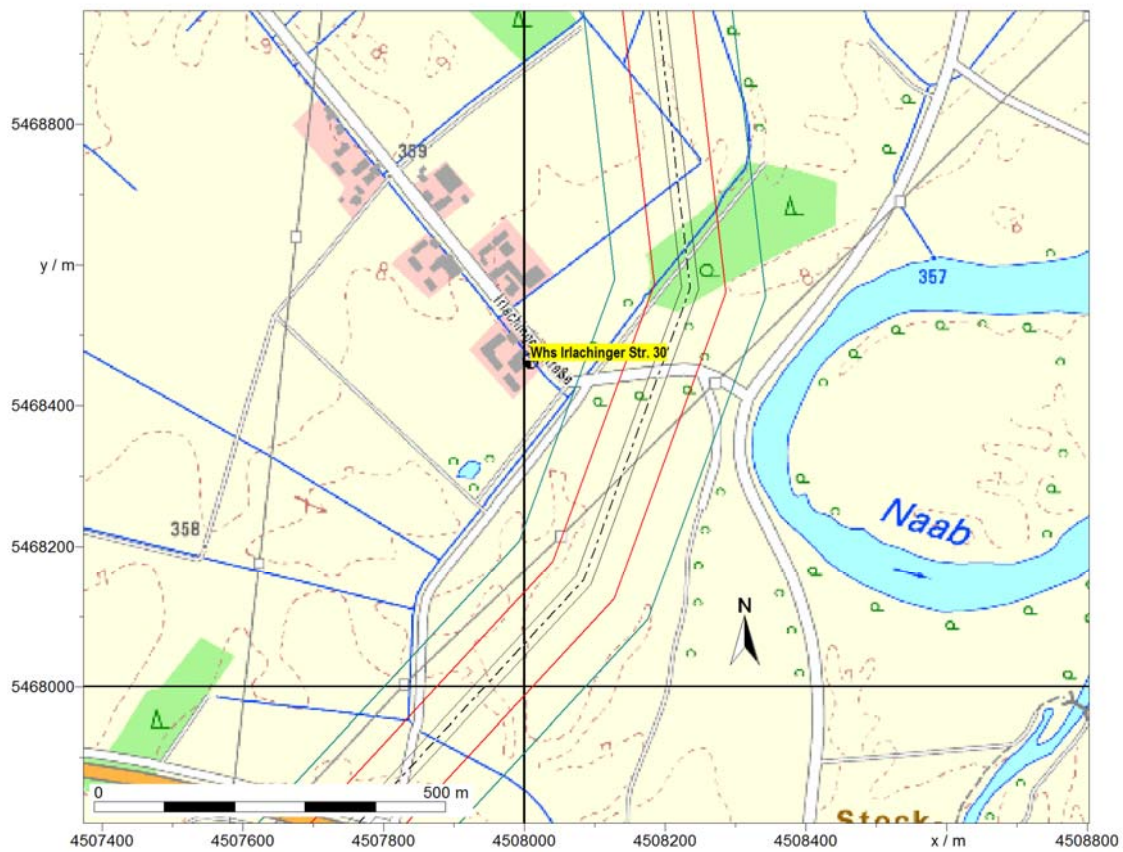 5468800
359
y / m
357
Irlachinger Straße
Whs Irlachinger Str. 30'
5468400
358
Naab
5468200
N
5468000
0
500 m
Stock-
4507400
4507600
4507800
4508000
4508200
4508400
x / m
4508800